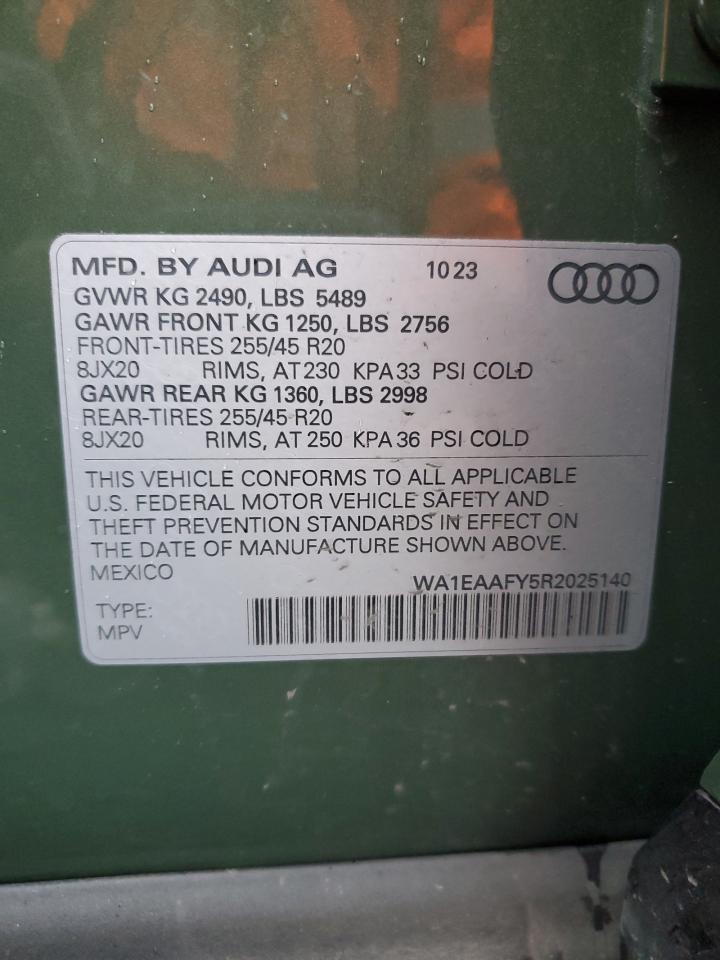 MFD. BY AUDI AG 10 23
GVWR KG 2490, LBS 5489
GAWR FRONT KG 1250, LBS 2756
FRONT-TIRES 255/45 R20
8JX20 RIMS, AT 230 KPA 33 PSI COLD
GAWR REAR KG 1360, LBS 2998
REAR-TIRES 255/45 R20
8JX20 RIMS, AT 250 KPA 36 PSI COLD
THIS VEHICLE CONFORMS TO ALL APPLICABLE
U.S. FEDERAL MOTOR VEHICLE SAFETY AND
THEFT PREVENTION STANDARDS IN EFFECT ON
THE DATE OF MANUFACTURE SHOWN ABOVE.
MEXICO
WA1EAAFY5R2025140
TYPE:
MPV